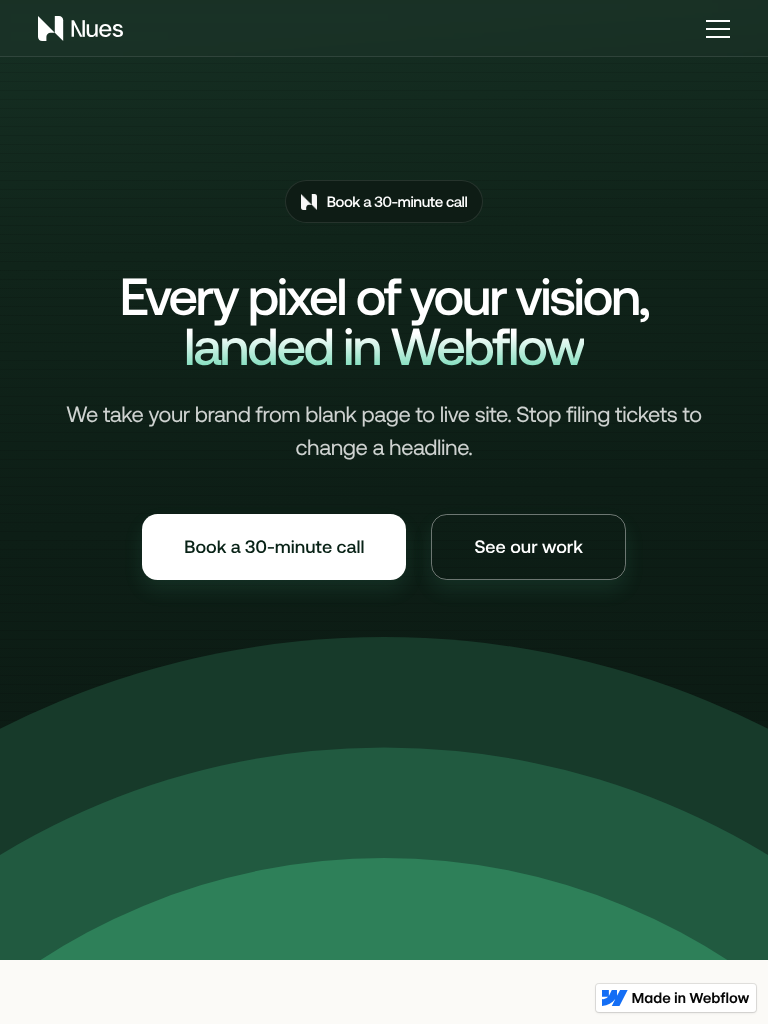 Nues
Book a 30-minute call
Every pixel of your vision,
landed in Webflow
We take your brand from blank page to live site. Stop filing tickets to
change a headline.
Book a 30-minute call
See our work
Made in Webflow